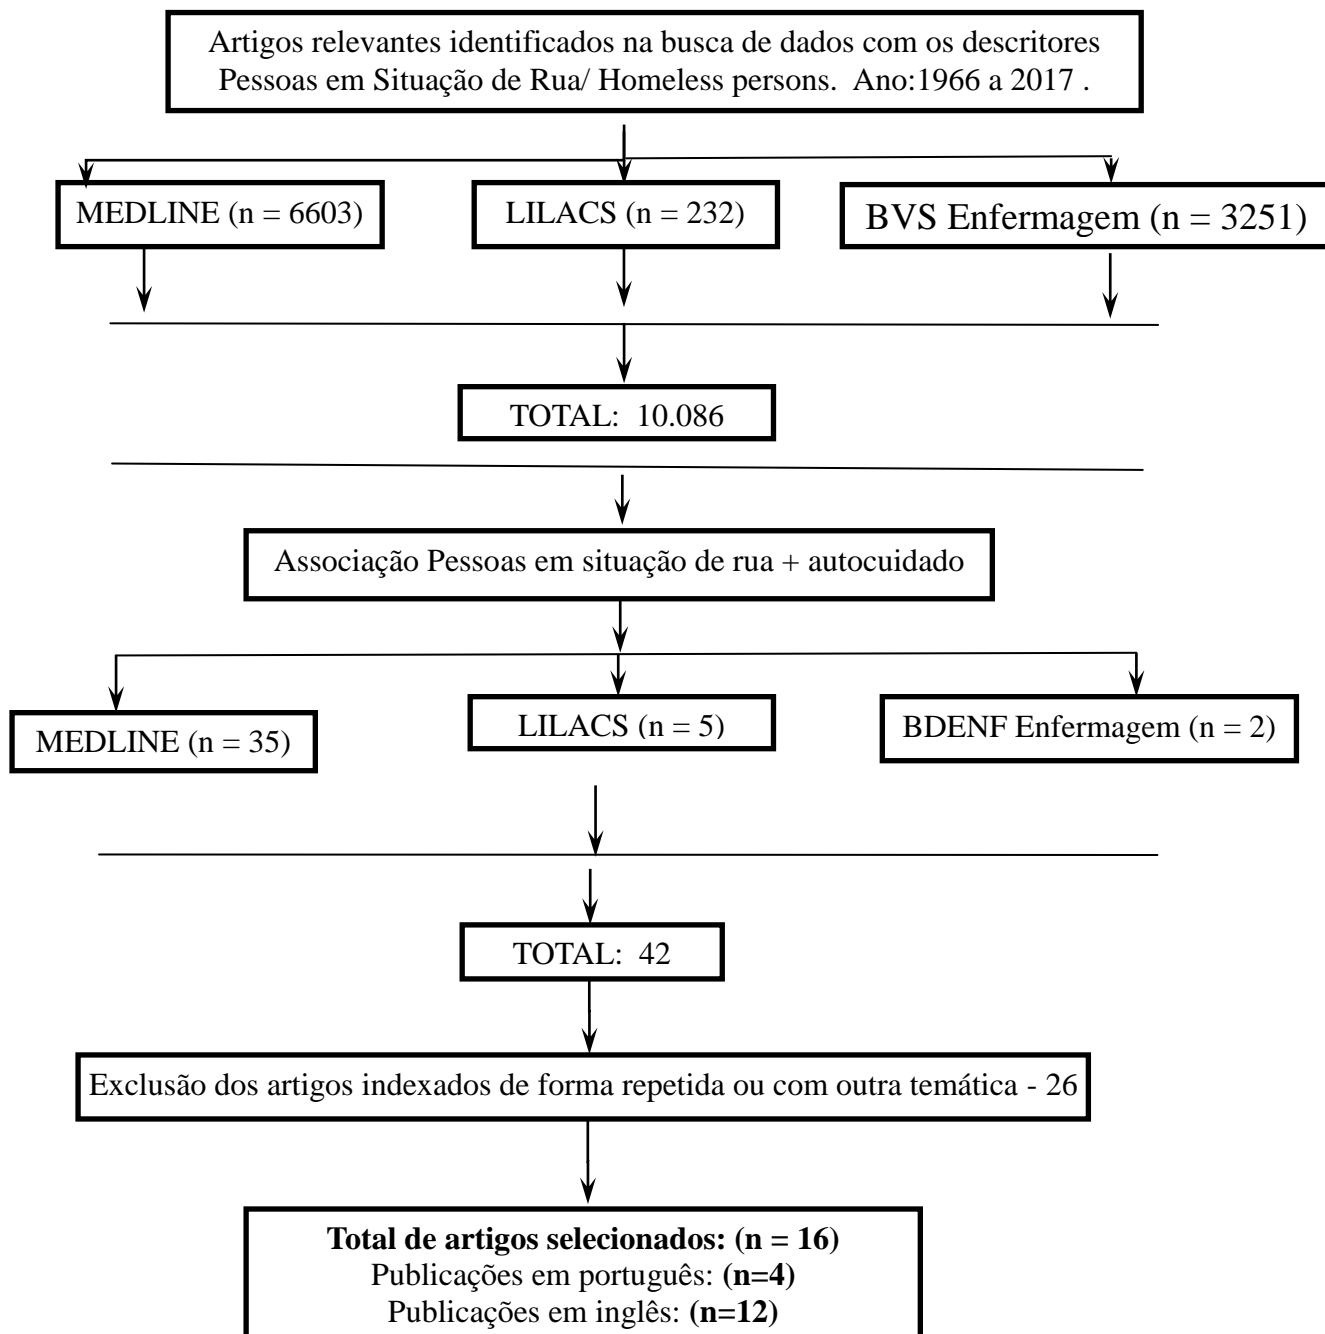 Artigos relevantes identificados na busca de dados com os descritores
Pessoas em Situação de Rua/ Homeless persons.  Ano:1966 a 2017 .
MEDLINE (n = 6603)
LILACS (n = 232)
BVS Enfermagem (n = 3251)
TOTAL:  10.086
Associação Pessoas em situação de rua + autocuidado
MEDLINE (n = 35)
LILACS (n = 5)
BDENF Enfermagem (n = 2)
TOTAL:  42
Exclusão dos artigos indexados de forma repetida ou com outra temática - 26
Total de artigos selecionados: (n = 16)
Publicações em português: (n=4)
Publicações em inglês: (n=12)